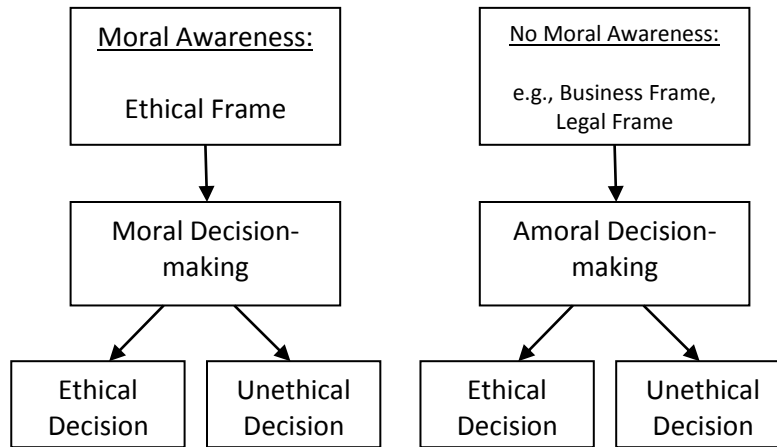 Moral Awareness:
Ethical Frame
No Moral Awareness:
e.g., Business Frame,
Legal Frame
Moral Decision-
making
Amoral Decision-
making
Ethical
Decision
Unethical
Decision
Ethical
Decision
Unethical
Decision